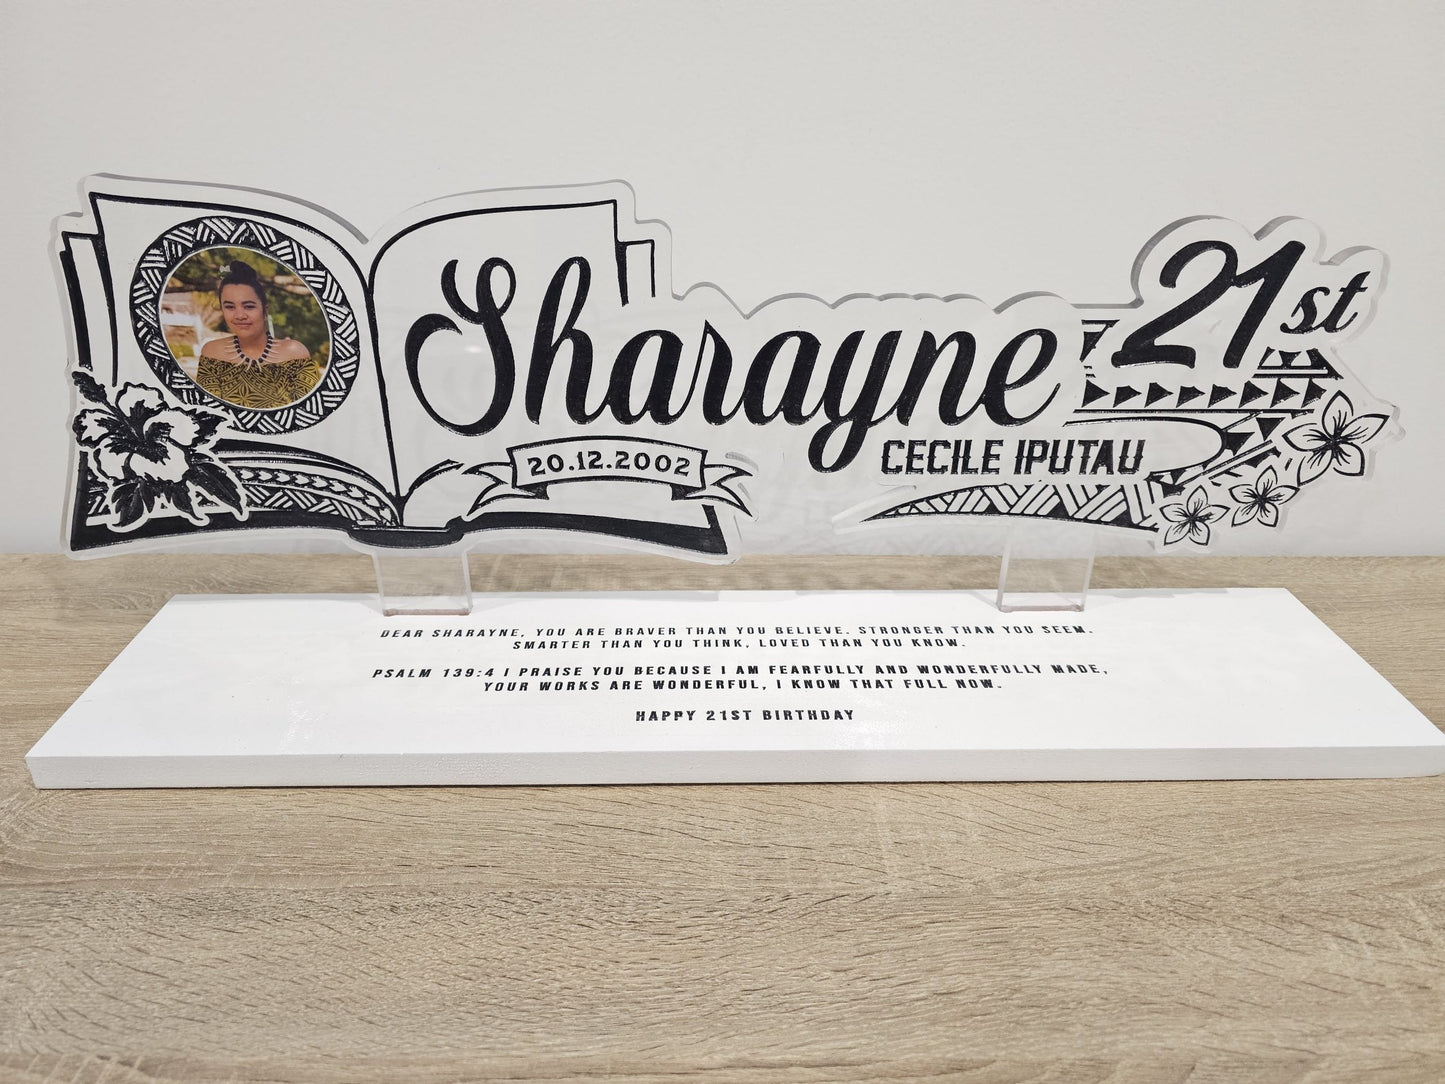 Sharayne
21st
CECILE IPUTAU
20.12.2002
DEAR SHARAYNE, YOU ARE BRAVER THAN YOU BELIEVE. STRONGER THAN YOU SEEM.
SMARTER THAN YOU THINK, LOVED THAN YOU KNOW.
PSALM 139:4 I PRAISE YOU BECAUSE I AM FEARFULLY AND WONDERFULLY MADE,
YOUR WORKS ARE WONDERFUL, I KNOW THAT FULL NOW.
HAPPY 21ST BIRTHDAY